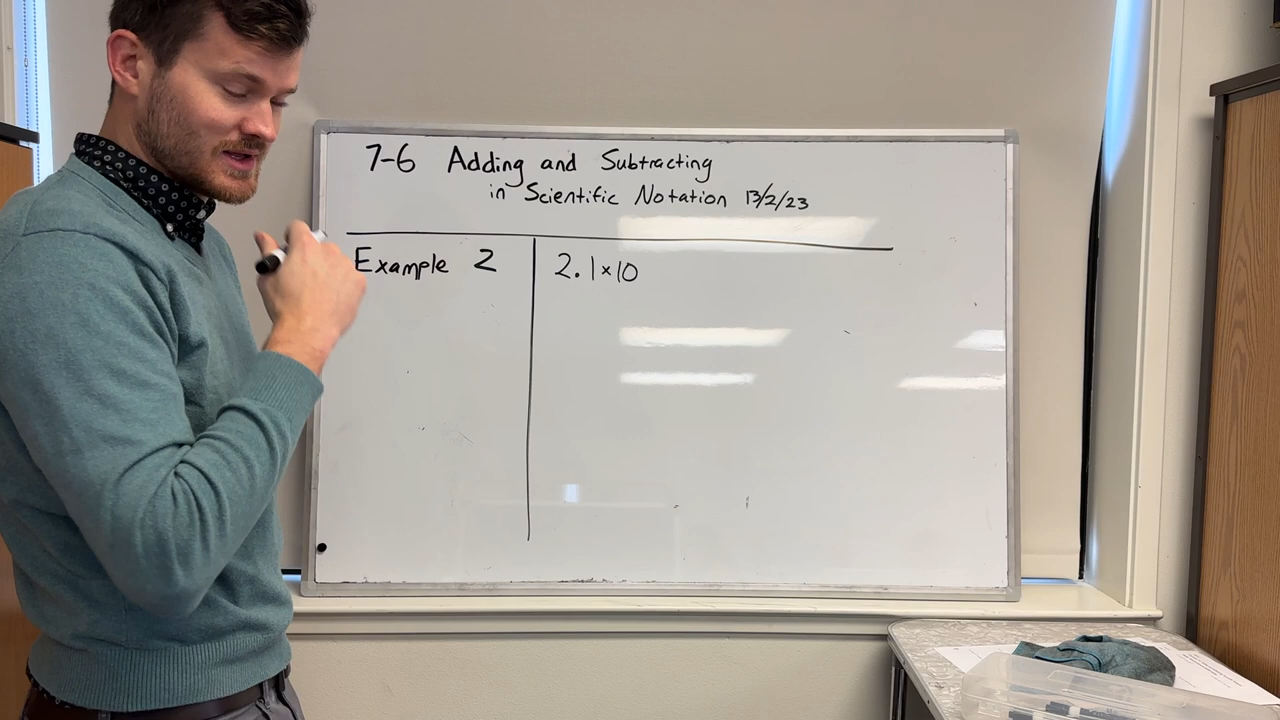 7-6 Adding and Subtracting
in Scientific Notation 13/2/23
Example 2
2.1×10